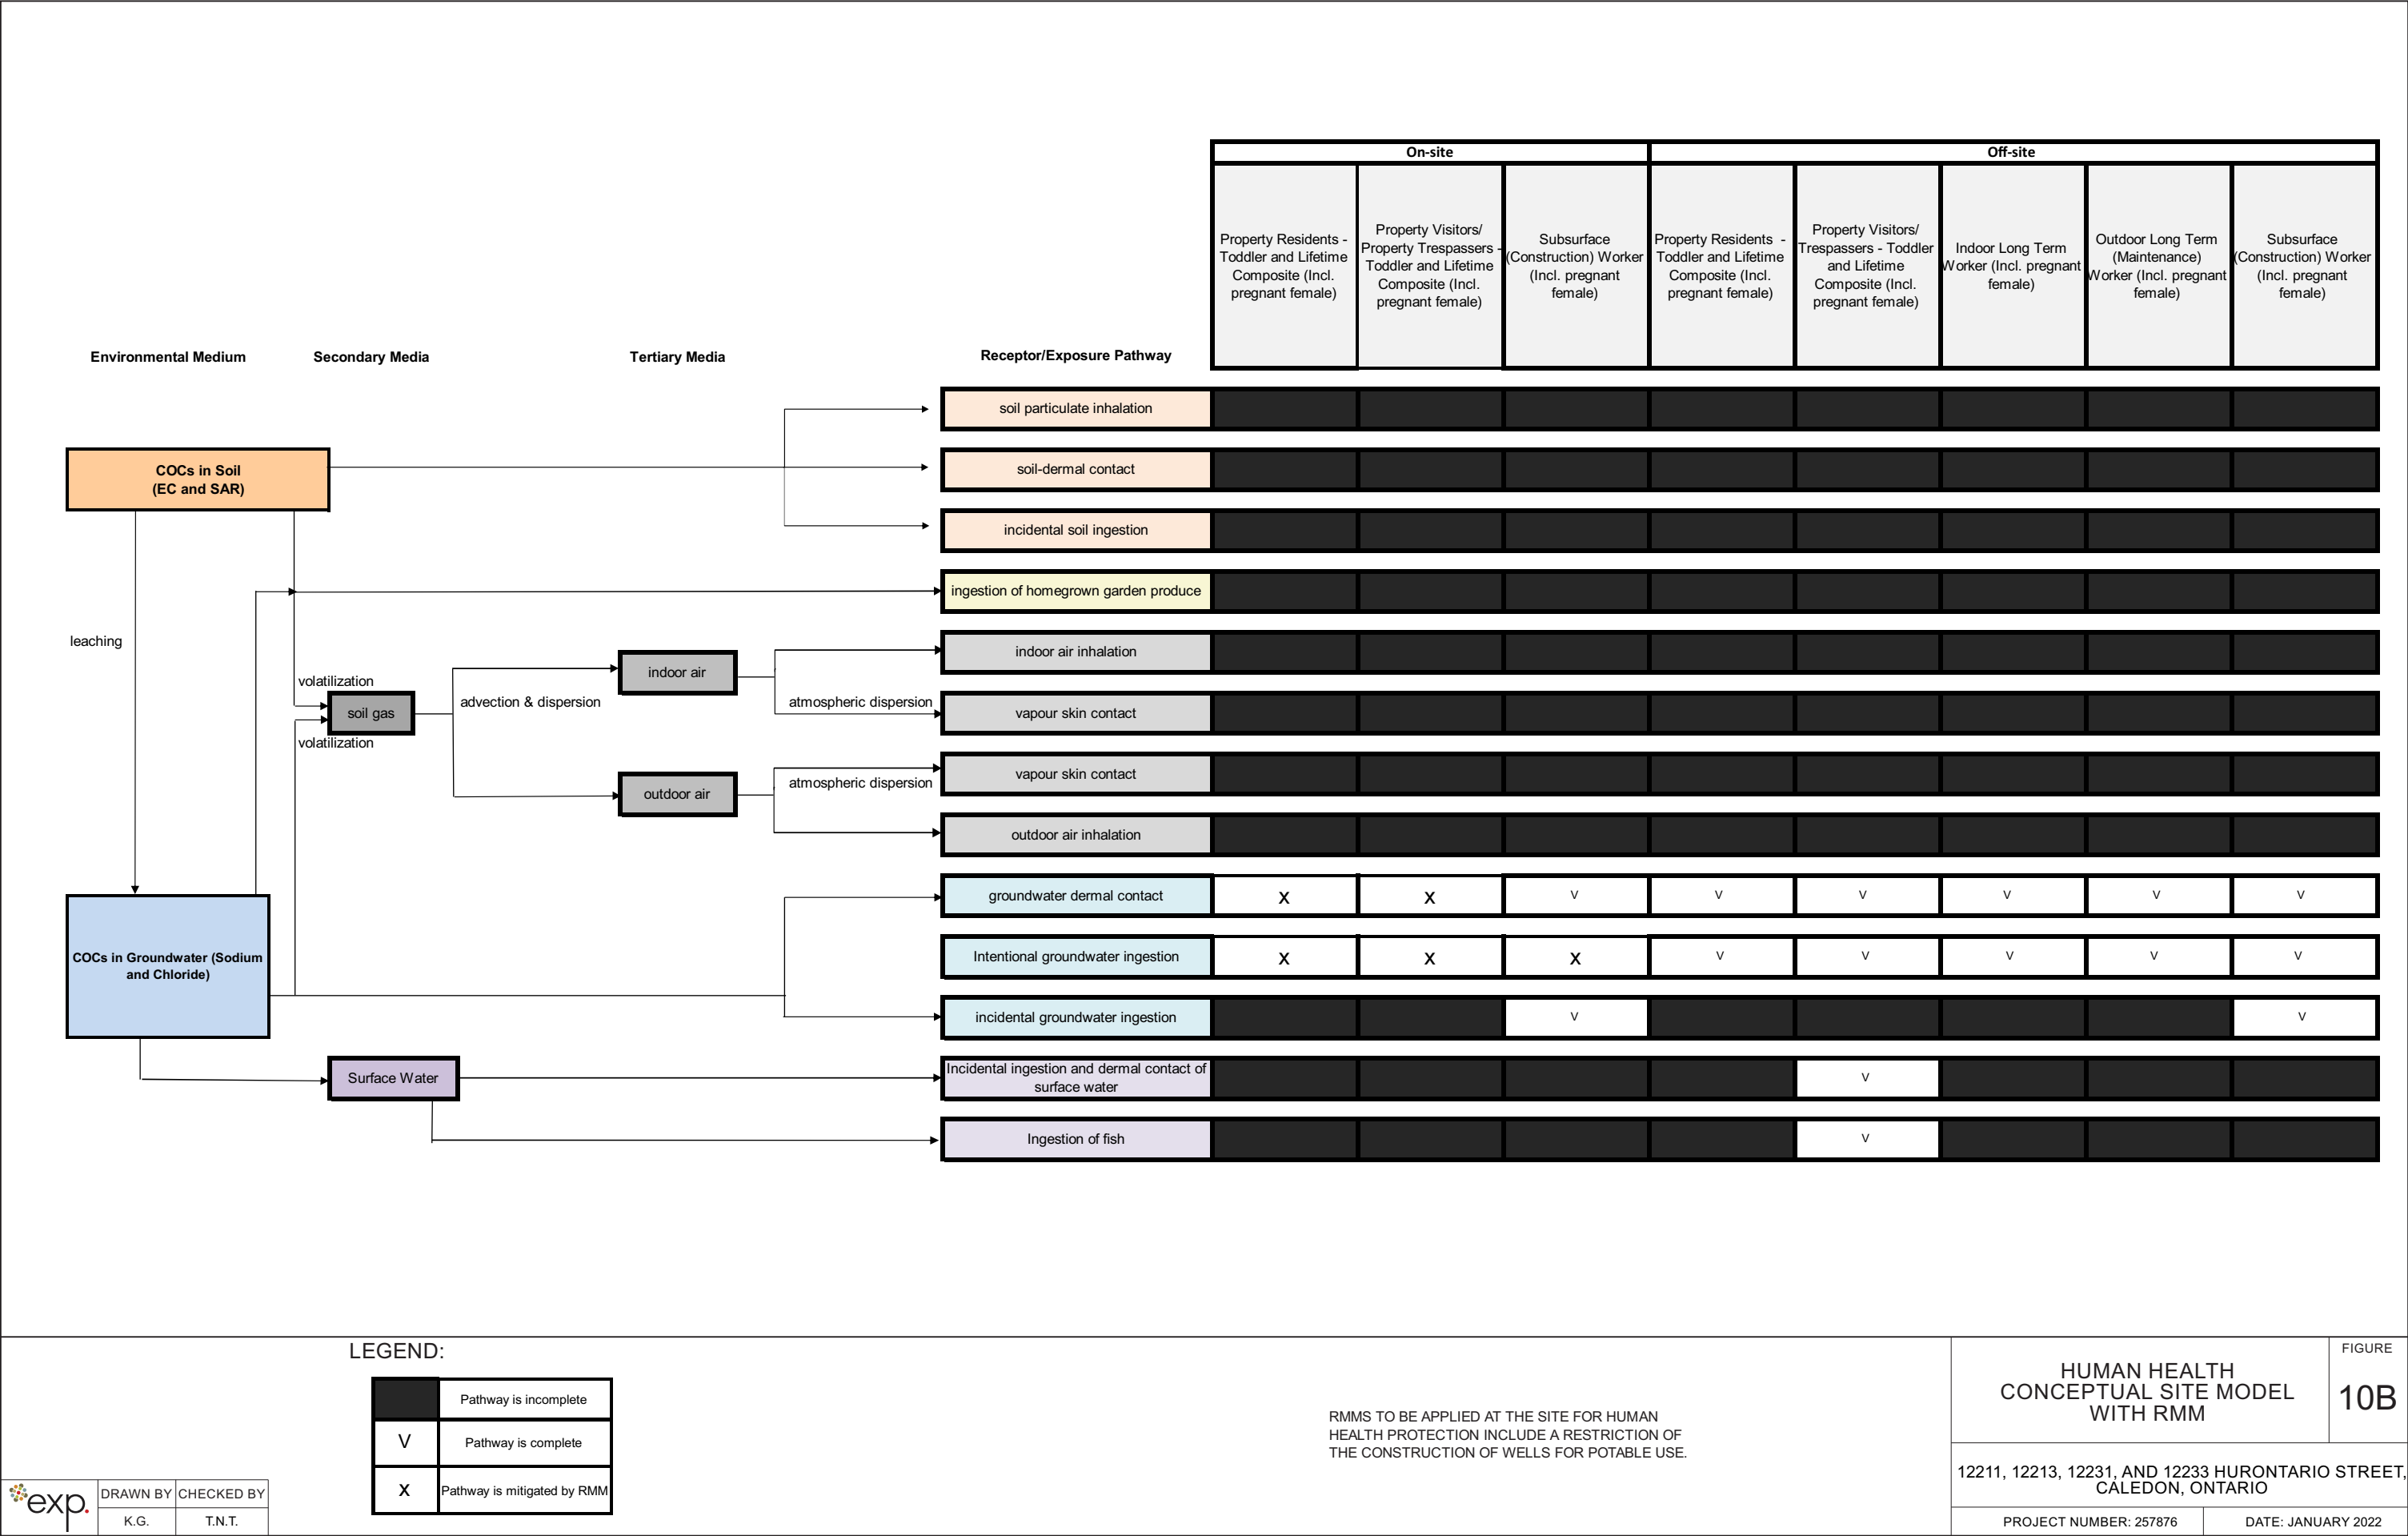 On-site
Off-site
Property Residents -
Toddler and Lifetime
Composite (Incl.
pregnant female)
Property Visitors/
Property Trespassers -
Toddler and Lifetime
Composite (Incl.
pregnant female)
Subsurface
(Construction) Worker
(Incl. pregnant
female)
Property Residents -
Toddler and Lifetime
Composite (Incl.
pregnant female)
Property Visitors/
Trespassers - Toddler
and Lifetime
Composite (Incl.
pregnant female)
Indoor Long Term
Worker (Incl. pregnant
female)
Outdoor Long Term
(Maintenance)
Worker (Incl. pregnant
female)
Subsurface
(Construction) Worker
(Incl. pregnant
female)
Environmental Medium
Secondary Media
Tertiary Media
Receptor/Exposure Pathway
soil particulate inhalation
COCs in Soil
(EC and SAR)
soil-dermal contact
incidental soil ingestion
ingestion of homegrown garden produce
leaching
indoor air inhalation
indoor air
volatilization
advection & dispersion
atmospheric dispersion
soil gas
vapour skin contact
volatilization
vapour skin contact
atmospheric dispersion
outdoor air
outdoor air inhalation
groundwater dermal contact
X X V V V V V V
COCs in Groundwater (Sodium
and Chloride)
Intentional groundwater ingestion
X X X V V V V V
incidental groundwater ingestion
V V
Surface Water
Incidental ingestion and dermal contact of
surface water
V
Ingestion of fish
V
LEGEND:
Pathway is incomplete
V Pathway is complete
X Pathway is mitigated by RMM
RMMS TO BE APPLIED AT THE SITE FOR HUMAN
HEALTH PROTECTION INCLUDE A RESTRICTION OF
THE CONSTRUCTION OF WELLS FOR POTABLE USE.
HUMAN HEALTH
CONCEPTUAL SITE MODEL
WITH RMM
FIGURE
10B
12211, 12213, 12231, AND 12233 HURONTARIO STREET,
CALEDON, ONTARIO
PROJECT NUMBER: 257876
DATE: JANUARY 2022
exp.
DRAWN BY
CHECKED BY
K.G.
T.N.T.